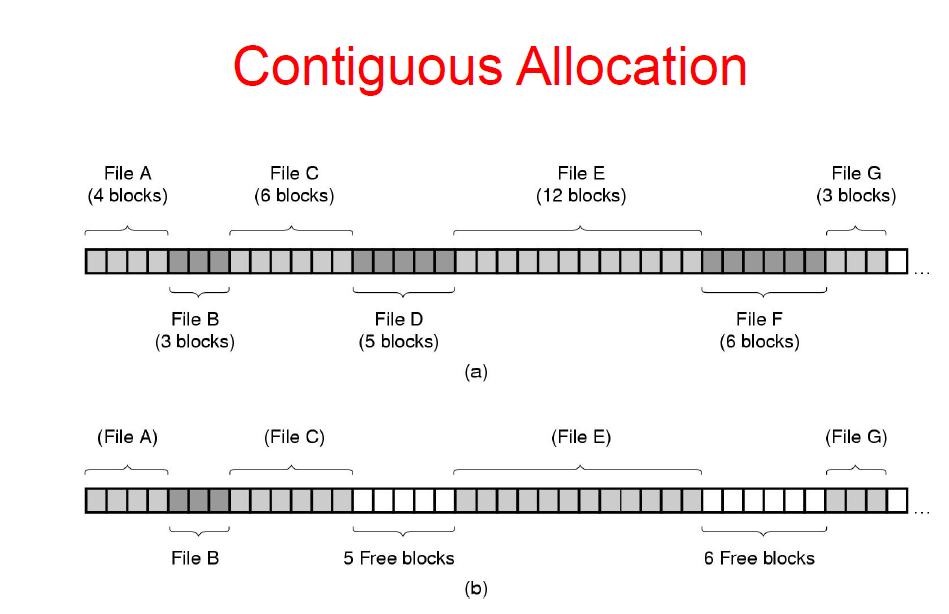 Contiguous Allocation
File A
(4 blocks)
File C
(6 blocks)
File E
(12 blocks)
File G
(3 blocks)
...
File B
(3 blocks)
File D
(5 blocks)
File F
(6 blocks)
(a)
(File A)
(File C)
(File E)
(File G)
...
File B
5 Free blocks
6 Free blocks
(b)